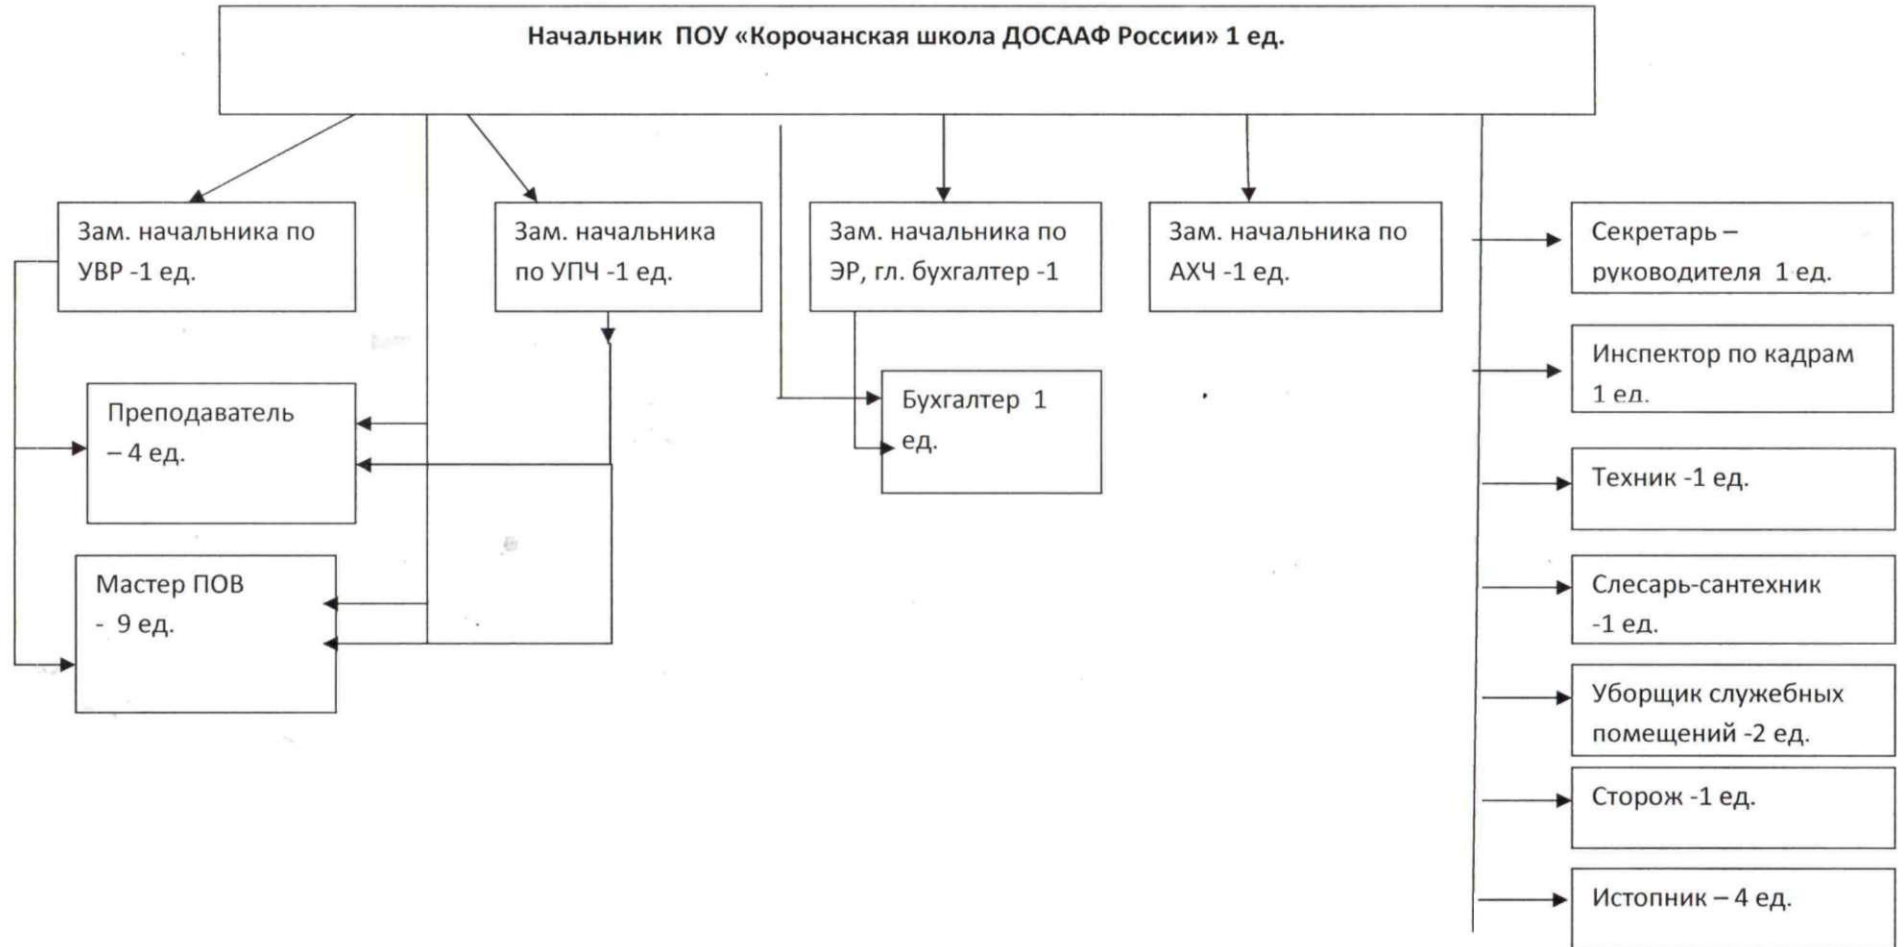 Начальник ПОУ «Корочанская школа ДОСААФ России» 1 ед.
Зам. начальника по
УВР -1 ед.
Зам. начальника
по УПЧ -1 ед.
Зам. начальника по
ЭР, гл. бухгалтер -1
Зам. начальника по
АХЧ -1 ед.
Секретарь –
руководителя 1 ед.
Инспектор по кадрам
1 ед.
Преподаватель
– 4 ед.
Бухгалтер 1
ед.
Техник -1 ед.
Мастер ПОВ
- 9 ед.
Слесарь-сантехник
-1 ед.
Уборщик служебных
помещений -2 ед.
Сторож -1 ед.
Истопник – 4 ед.